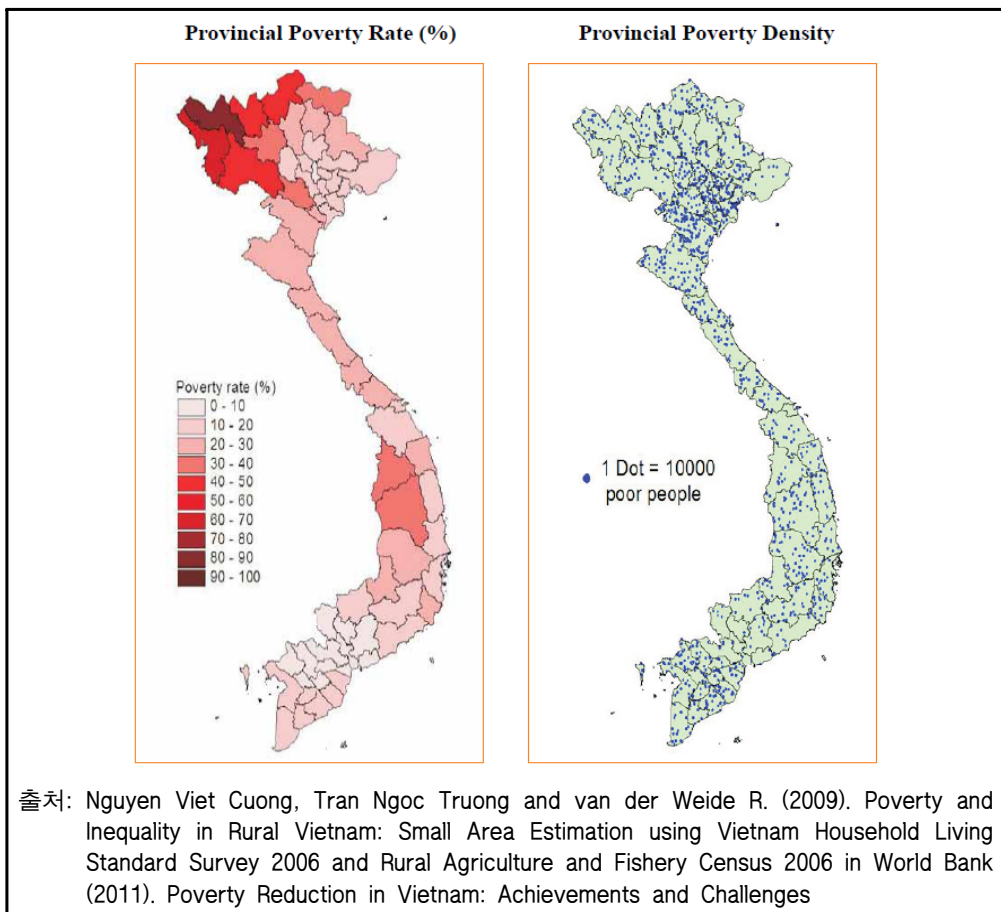 Provincial Poverty Rate (%)
Provincial Poverty Density
Poverty rate (%)
0 - 10
10 - 20
20 - 30
30 - 40
40 - 50
50 - 60
60 - 70
70 - 80
80 - 90
90 - 100
1 Dot = 10000
poor people
출처: Nguyen Viet Cuong, Tran Ngoc Truong and van der Weide R. (2009). Poverty and
Inequality in Rural Vietnam: Small Area Estimation using Vietnam Household Living
Standard Survey 2006 and Rural Agriculture and Fishery Census 2006 in World Bank
(2011). Poverty Reduction in Vietnam: Achievements and Challenges